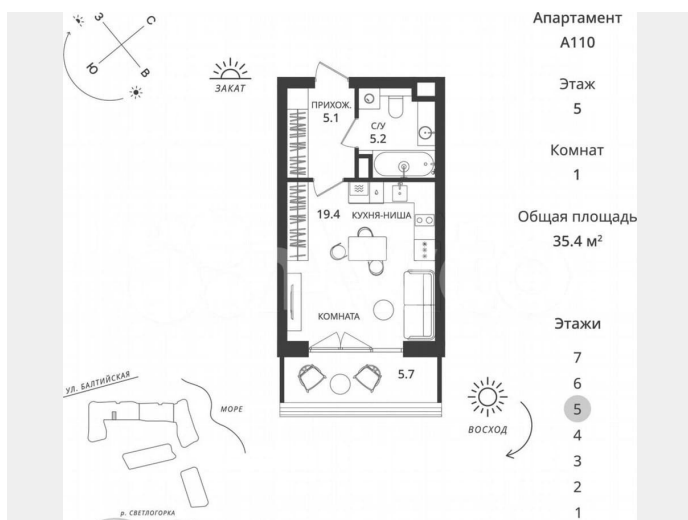 З
С
Ю
В
ЗАКАТ
ПРИХОЖ.
5.1
С/У
5.2
19.4 КУХНЯ-НИША
КОМНАТА
5.7
ВОСХОД
УЛ. БАЛТИЙСКАЯ
МОРЕ
р. СВЕТЛОГОРКА
Апартамент
А110
Этаж
5
Комнат
1
Общая площадь
35.4 м²
Этажи
7
6
5
4
3
2
1